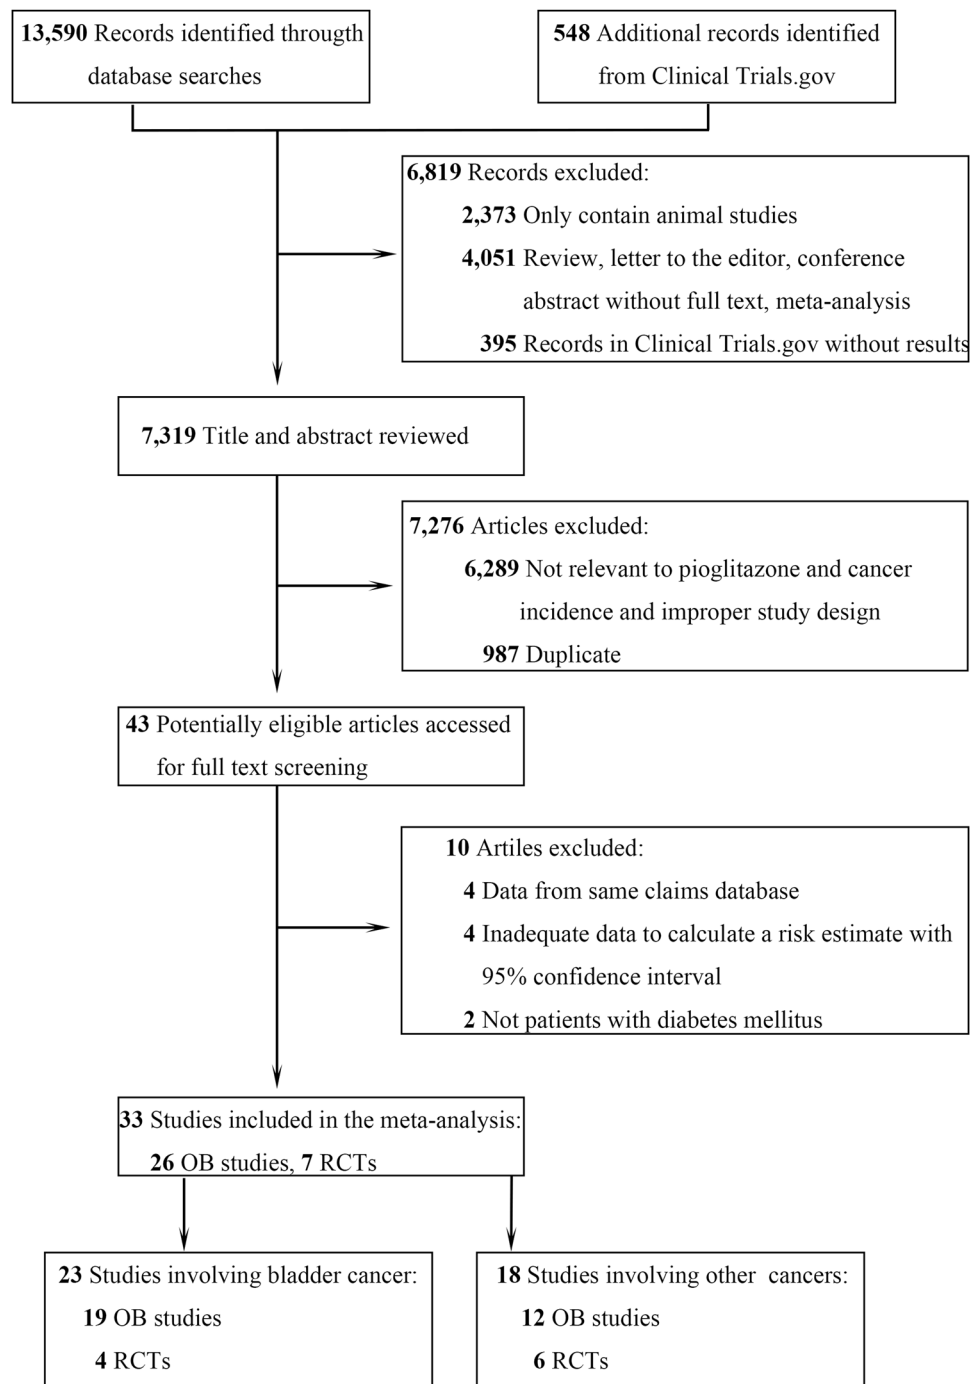 13,590 Records identified througth
database searches
548 Additional records identified
from Clinical Trials.gov
6,819 Records excluded:
2,373 Only contain animal studies
4,051 Review, letter to the editor, conference
abstract without full text, meta-analysis
395 Records in Clinical Trials.gov without results
7,319 Title and abstract reviewed
7,276 Articles excluded:
6,289 Not relevant to pioglitazone and cancer
incidence and improper study design
987 Duplicate
43 Potentially eligible articles accessed
for full text screening
10 Artiles excluded:
4 Data from same claims database
4 Inadequate data to calculate a risk estimate with
95% confidence interval
2 Not patients with diabetes mellitus
33 Studies included in the meta-analysis:
26 OB studies, 7 RCTs
23 Studies involving bladder cancer:
19 OB studies
4 RCTs
18 Studies involving other cancers:
12 OB studies
6 RCTs